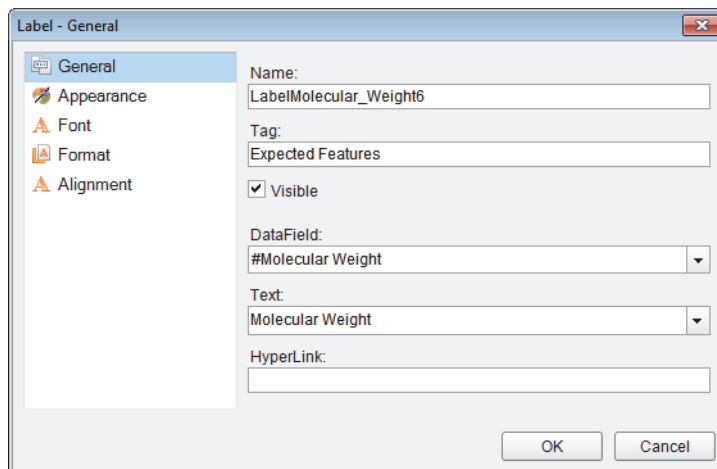 Label - General
General
Appearance
Font
Format
Alignment
Name:
LabelMolecular_Weight6
Tag:
Expected Features
Visible
DataField:
#Molecular Weight
Text:
Molecular Weight
HyperLink:
OK
Cancel